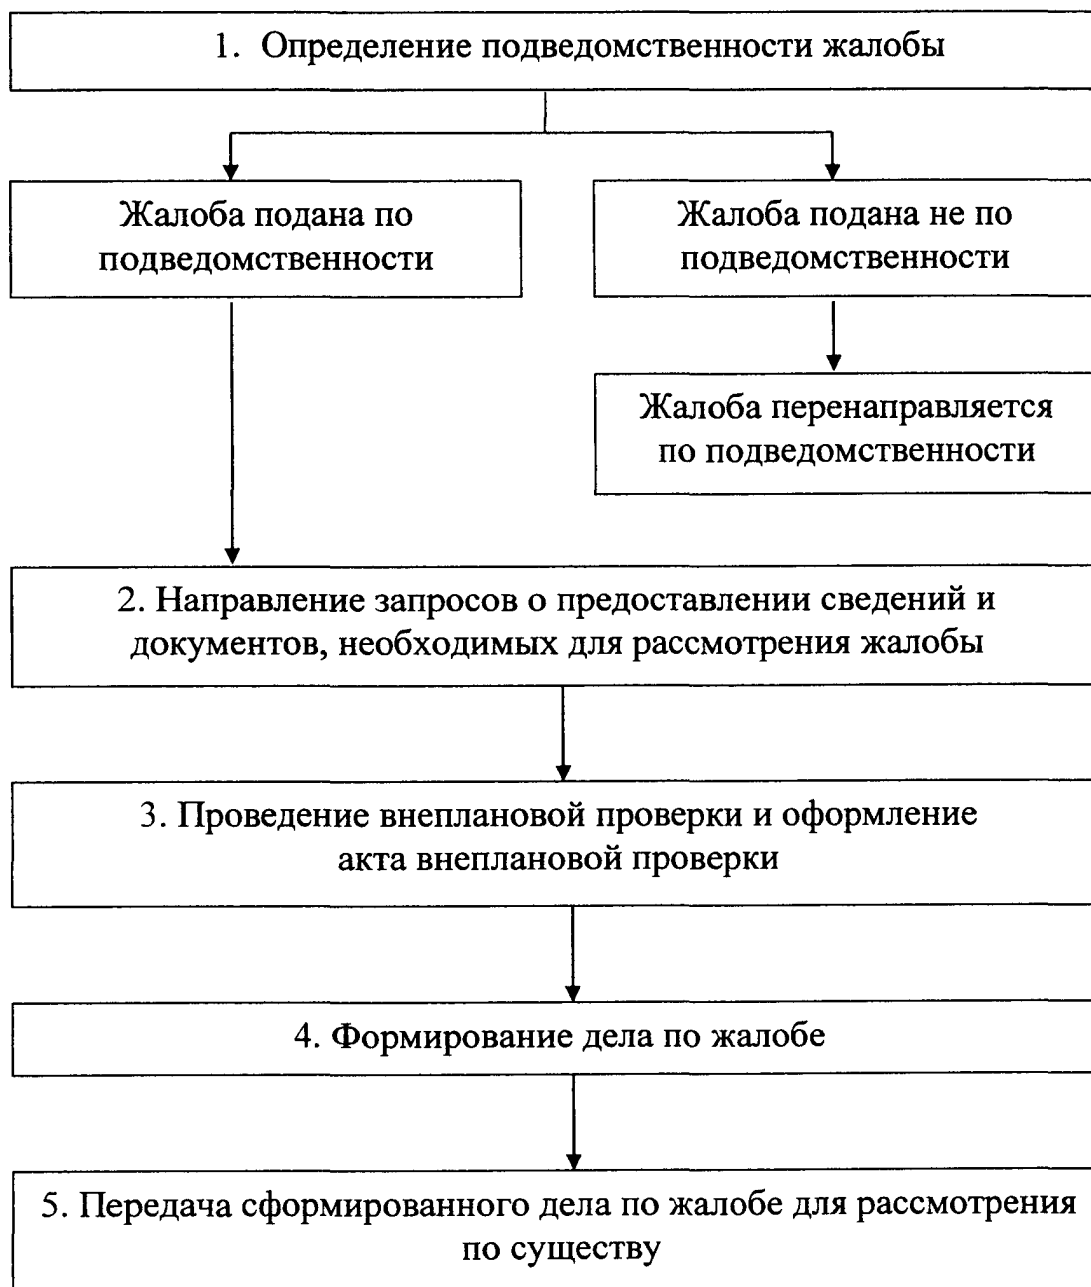 1. Определение подведомственности жалобы
Жалоба подана по
подведомственности
Жалоба подана не по
подведомственности
Жалоба перенаправляется
по подведомственности
2. Направление запросов о предоставлении сведений и
документов, необходимых для рассмотрения жалобы
3. Проведение внеплановой проверки и оформление
акта внеплановой проверки
4. Формирование дела по жалобе
5. Передача сформированного дела по жалобе для рассмотрения
по существу